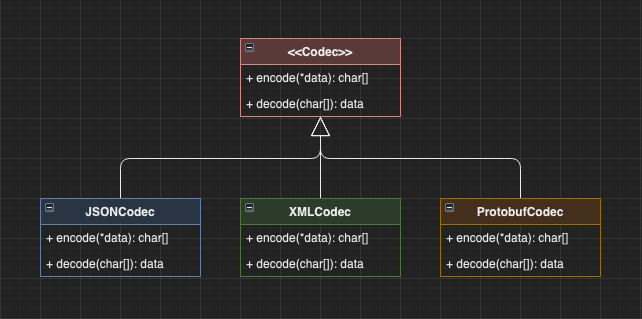 <<Codec>>
+ encode(*data): char[]
+ decode(char[]): data
JSONCodec
+ encode(*data): char[]
+ decode(char[]): data
XMLCodec
+ encode(*data): char[]
+ decode(char[]): data
ProtobufCodec
+ encode(*data): char[]
+ decode(char[]): data